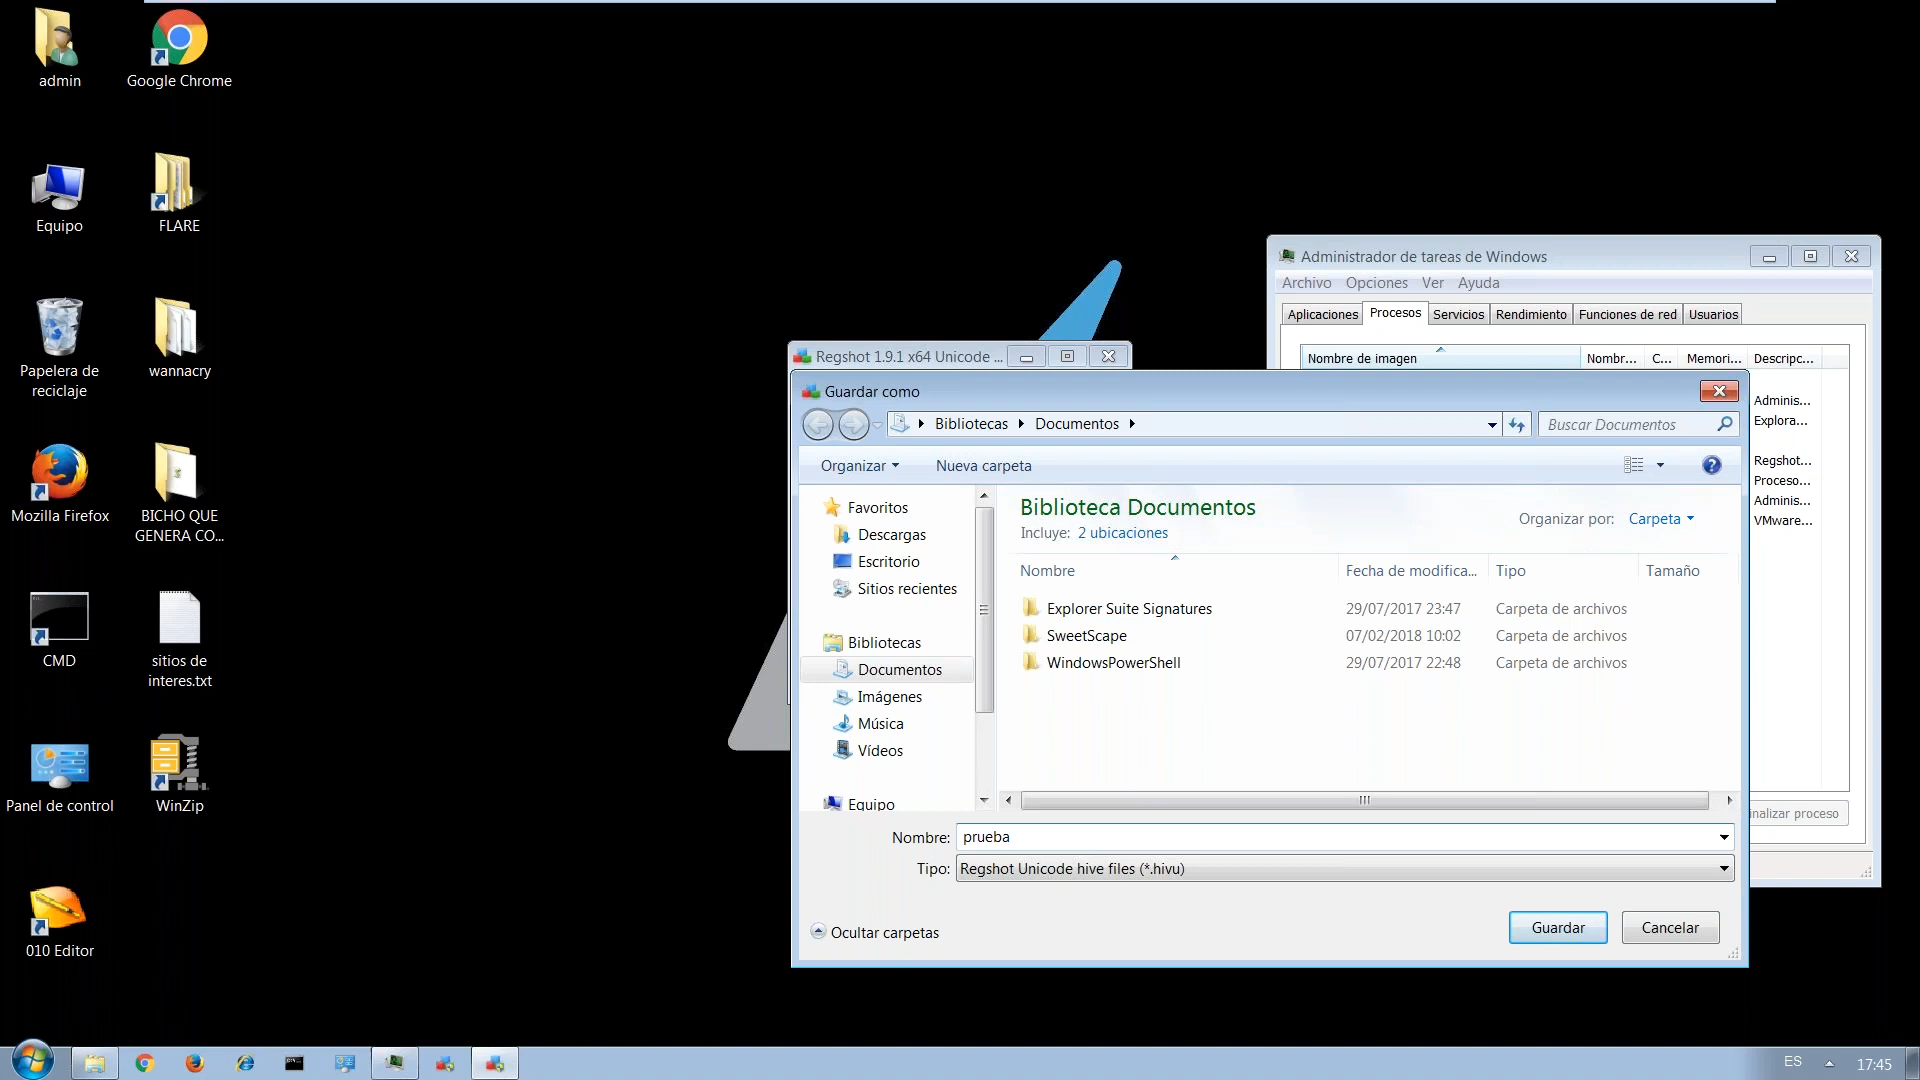 admin
Google Chrome
Equipo
FLARE
Papelera de
reciclaje
wannacry
Mozilla Firefox
BICHO QUE
GENERA CO...
CMD
sitios de
interes.txt
Panel de control
WinZip
010 Editor
Administrador de tareas de Windows
Archivo Opciones Ver Ayuda
Aplicaciones Procesos Servicios Rendimiento Funciones de red Usuarios
Nombre de imagen Nombr... C... Memori... Descripc...
Adminis...
Explora...
Regshot...
Proceso...
Adminis...
VMware...
inalizar proceso
Regshot 1.9.1 x64 Unicode ...
Guardar como
Bibliotecas Documentos
Buscar Documentos
Organizar Nueva carpeta
Favoritos
Descargas
Escritorio
Sitios recientes
Bibliotecas
Documentos
Imágenes
Música
Vídeos
Equipo
Biblioteca Documentos
Incluye: 2 ubicaciones
Organizar por: Carpeta
Nombre Fecha de modifica... Tipo Tamaño
Explorer Suite Signatures 29/07/2017 23:47 Carpeta de archivos
SweetScape 07/02/2018 10:02 Carpeta de archivos
WindowsPowerShell 29/07/2017 22:48 Carpeta de archivos
Nombre: prueba
Tipo: Regshot Unicode hive files (*.hivu)
Ocultar carpetas
Guardar Cancelar
ES 17:45